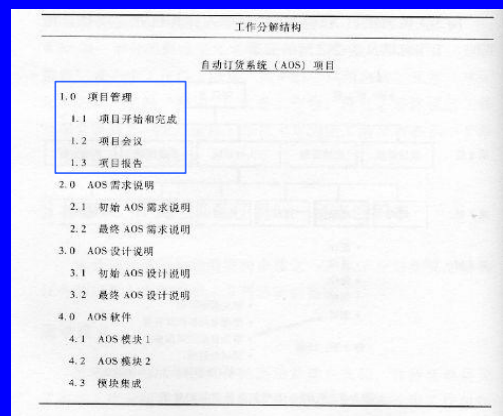 工作分解结构
自动订货系统（AOS）项目
1.0 项目管理
1.1 项目开始和完成
1.2 项目会议
1.3 项目报告
2.0 AOS需求说明
2.1 初始AOS需求说明
2.2 最终AOS需求说明
3.0 AOS设计说明
3.1 初始AOS设计说明
3.2 最终AOS设计说明
4.0 AOS软件
4.1 AOS模块1
4.2 AOS模块2
4.3 模块集成